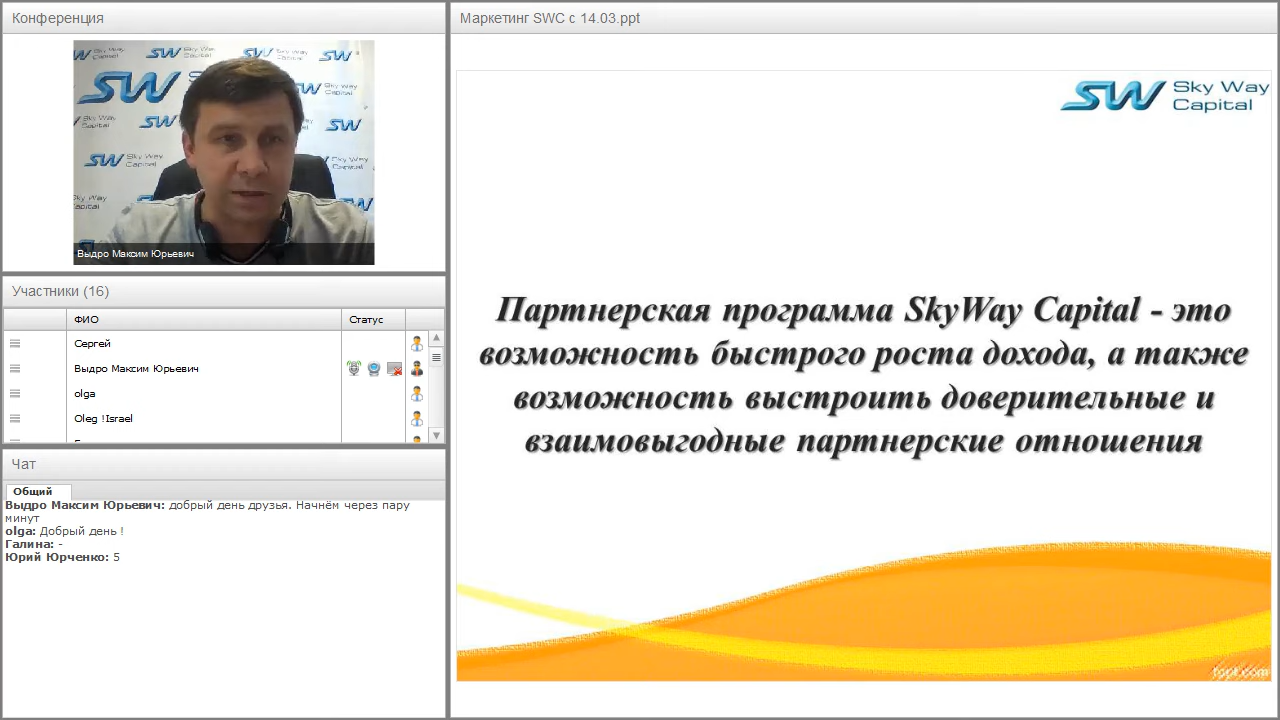 Конференция
Sky Way
Capital
SW
Выдро Максим Юрьевич
Участники (16)
ФИО
Статус
Сергей
Выдро Максим Юрьевич
olga
Oleg !Israel
Чат
Общий
Выдро Максим Юрьевич: добрый день друзья. Начнём через пару
минут
olga: Добрый день !
Галина: -
Юрий Юрченко: 5
Маркетинг SWC с 14.03.ppt
SW Sky Way
Capital
Партнерская программа SkyWay Capital - это
возможность быстрого роста дохода, а также
возможность выстроить доверительные и
взаимовыгодные партнерские отношения
fppt.com